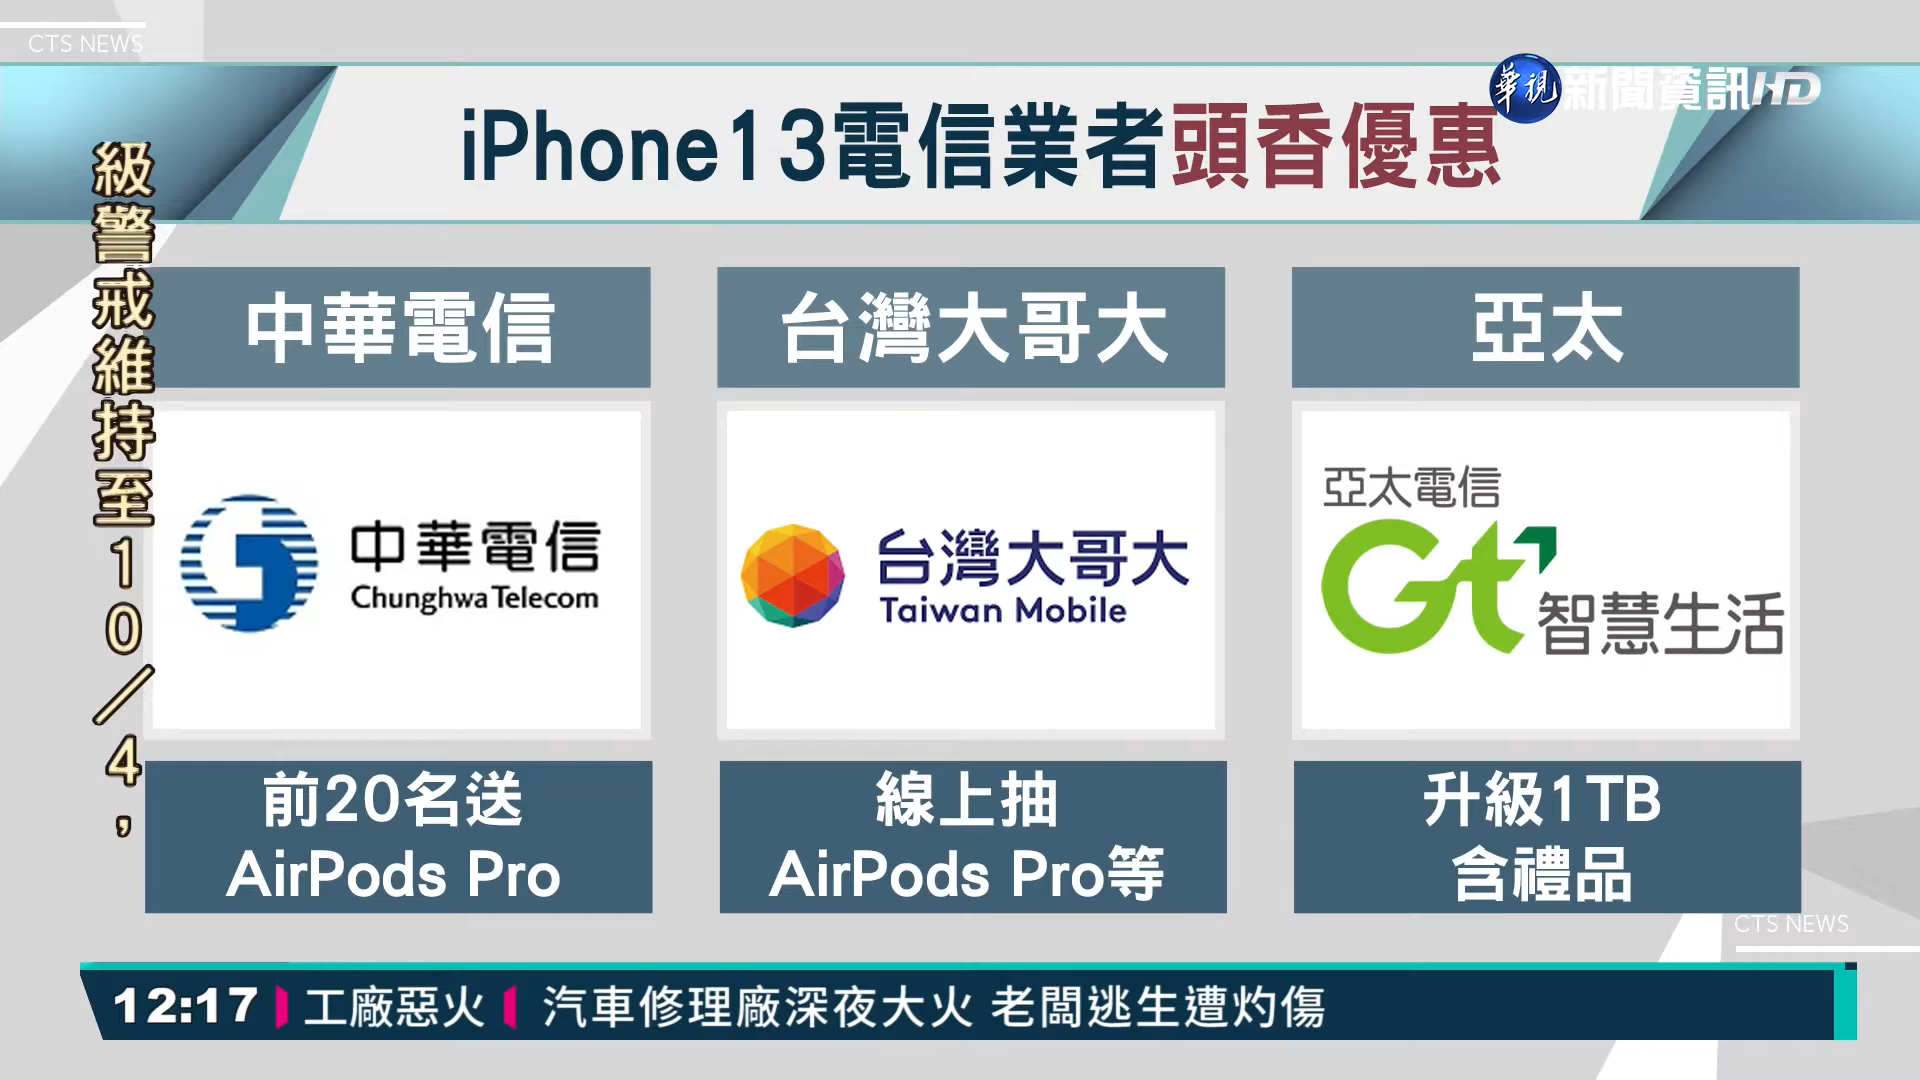 CTS NEWS
華視新聞資訊HD
iPhone13電信業者頭香優惠
級警戒維持至10/4,
中華電信
中華電信
Chunghwa Telecom
前20名送
AirPods Pro
台灣大哥大
台灣大哥大
Taiwan Mobile
線上抽
AirPods Pro等
亞太
亞太電信
Gt
智慧生活
升級1TB
含禮品
CTS NEWS
12:17 工廠惡火 汽車修理廠深夜大火 老闆逃生遭灼傷